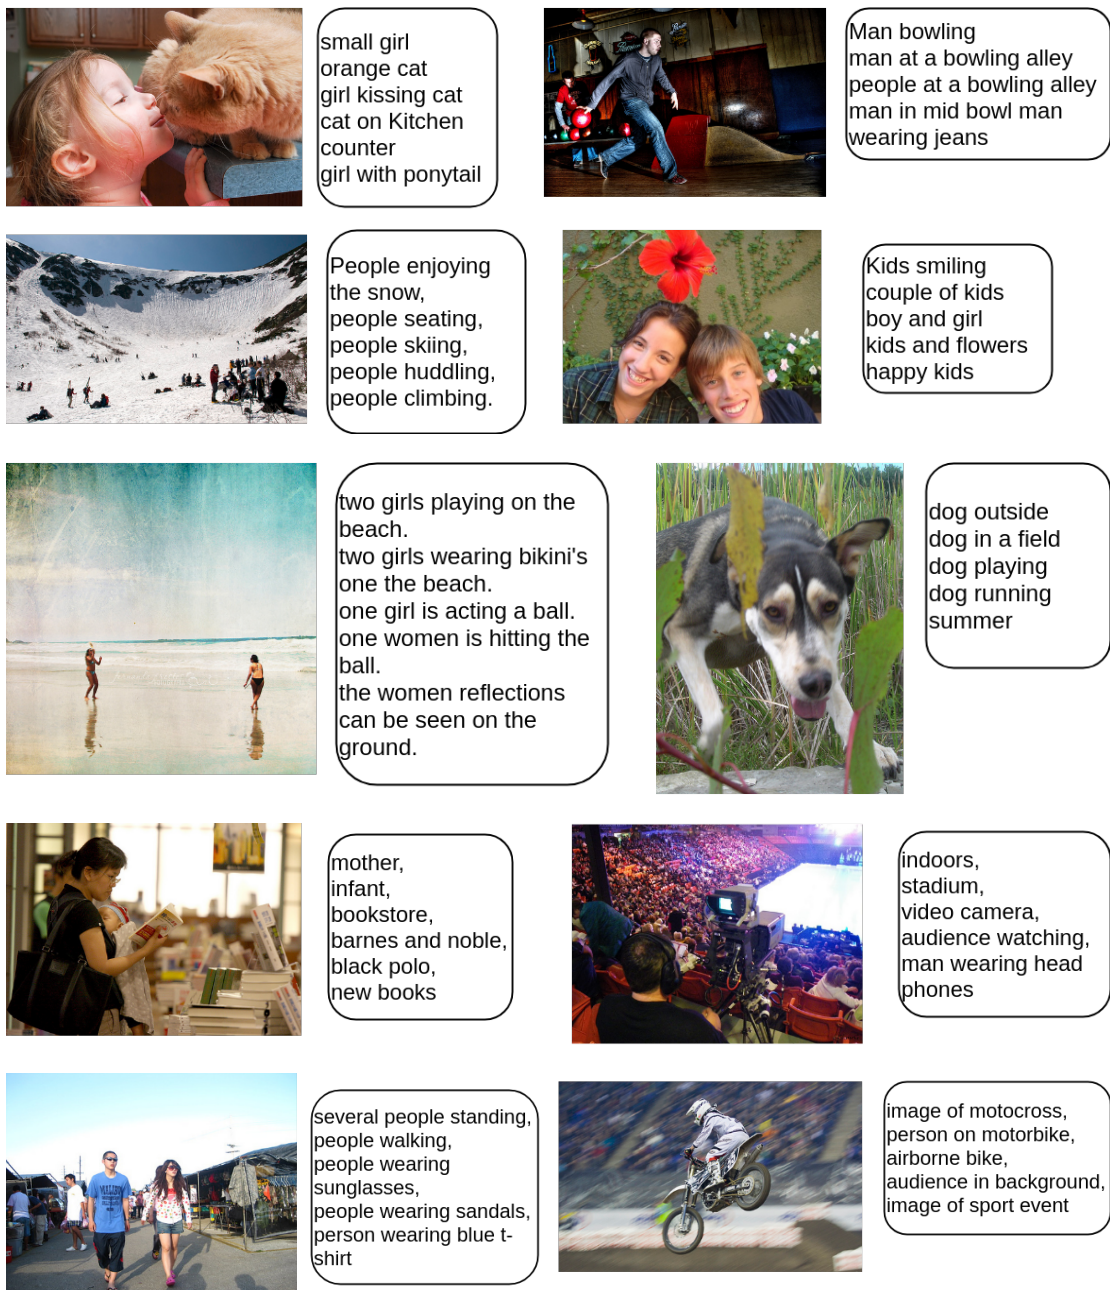 small girl
orange cat
girl kissing cat
cat on Kitchen
counter
girl with ponytail
Man bowling
man at a bowling alley
people at a bowling alley
man in mid bowl man
wearing jeans
People enjoying
the snow,
people seating,
people skiing,
people huddling,
people climbing.
Kids smiling
couple of kids
boy and girl
kids and flowers
happy kids
two girls playing on the
beach.
two girls wearing bikini's
one the beach.
one girl is acting a ball.
one women is hitting the
ball.
the women reflections
can be seen on the
ground.
dog outside
dog in a field
dog playing
dog running
summer
mother,
infant,
bookstore,
barnes and noble,
black polo,
new books
indoors,
stadium,
video camera,
audience watching,
man wearing head
phones
several people standing,
people walking,
people wearing
sunglasses,
people wearing sandals,
person wearing blue t-
shirt
image of motocross,
person on motorbike,
airborne bike,
audience in background,
image of sport event